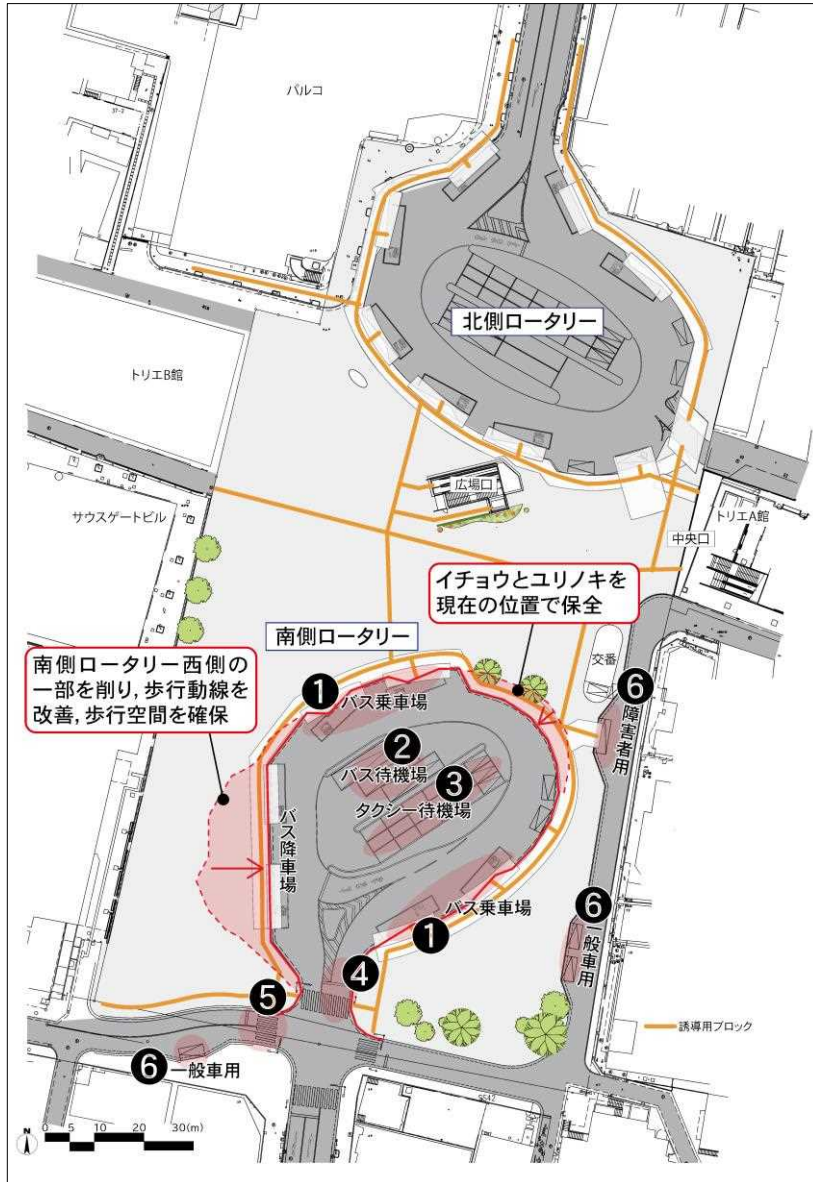 パルコ
北側ロータリー
トリエB館
広場口
サウスゲートビル
トリエA館
中央口
イチョウとユリノキを
現在の位置で保全
南側ロータリー
交番
南側ロータリー西側の
一部を削り,歩行動線を
改善,歩行空間を確保
❶
バス乗車場
❻
障害者用
❷
バス待機場
❸
タクシー待機場
バス降車場
バス乗車場
❶
❻
一般車用
❹
❺
誘導用ブロック
❻一般車用
N
0 5 10 20 30(m)